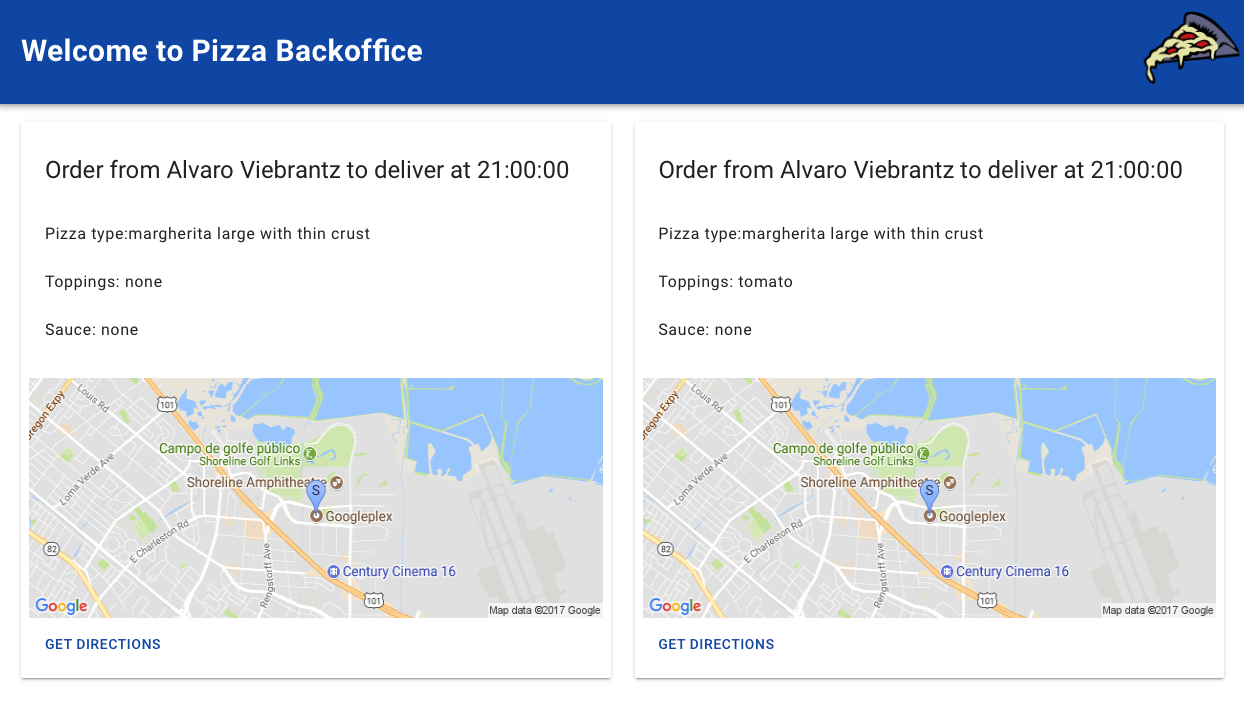 Welcome to Pizza Backoffice
Order from Alvaro Viebrantz to deliver at 21:00:00
Pizza type:margherita large with thin crust
Toppings: none
Sauce: none
Oregon Expy
Louis Rd
101
Campo de golfe público
Shoreline Golf Links
Loma Verde Ave
Shoreline Amphitheatre
S
Googleplex
E Charleston Rd
82
Rengstorff Ave
Century Cinema 16
101
Google
Map data ©2017 Google
GET DIRECTIONS
Order from Alvaro Viebrantz to deliver at 21:00:00
Pizza type:margherita large with thin crust
Toppings: tomato
Sauce: none
Oregon Expy
Louis Rd
101
Campo de golfe público
Shoreline Golf Links
Loma Verde Ave
Shoreline Amphitheatre
S
Googleplex
E Charleston Rd
82
Rengstorff Ave
Century Cinema 16
101
Google
Map data ©2017 Google
GET DIRECTIONS